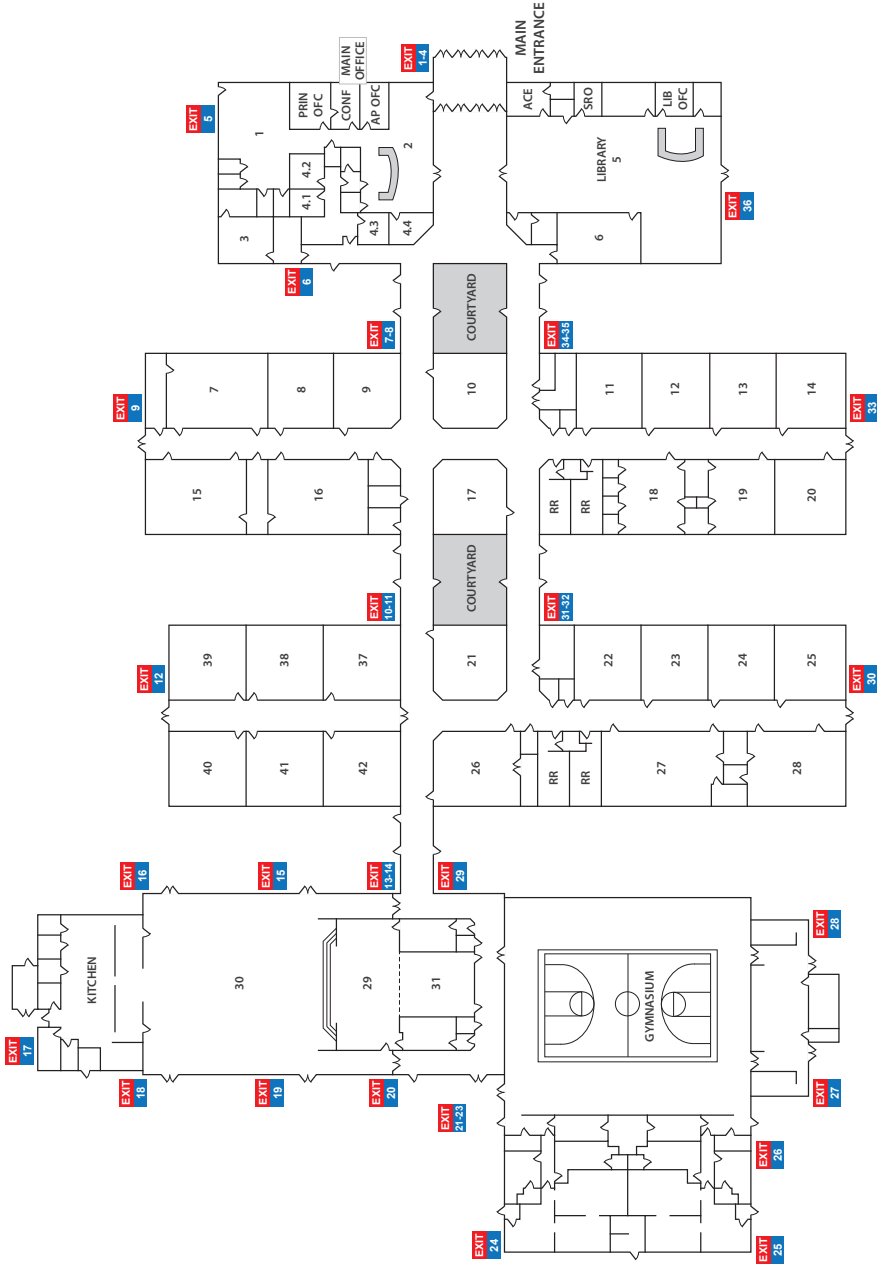 EXIT
1-4
MAIN
ENTRANCE
EXIT
5
1
PRIN
OFC
CONF
MAIN
OFFICE
AP OFC
2
4.2
4.1
3
4.3
4.4
EXIT
6
ACE
SRO
LIB
OFC
LIBRARY
5
6
EXIT
36
COURTYARD
EXIT
7-8
EXIT
34-35
EXIT
9
7
8
9
10
11
12
13
14
EXIT
33
15
16
17
RR
RR
18
19
20
COURTYARD
EXIT
10-11
EXIT
31-32
EXIT
12
39
38
37
21
22
23
24
25
EXIT
30
40
41
42
26
RR
RR
27
28
EXIT
16
EXIT
15
EXIT
13-14
EXIT
29
KITCHEN
30
29
31
GYMNASIUM
EXIT
28
EXIT
17
EXIT
18
EXIT
19
EXIT
20
EXIT
21-23
EXIT
27
EXIT
26
EXIT
24
EXIT
25